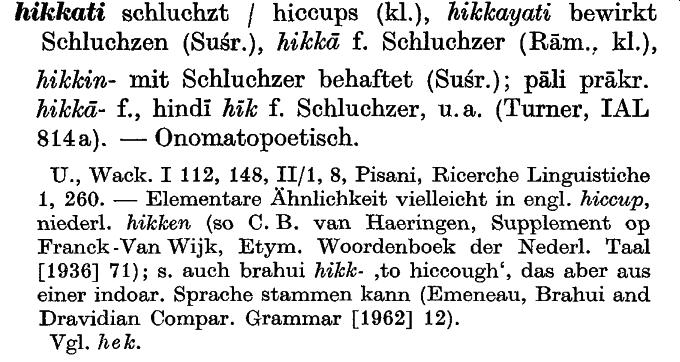 hikkati schluchzt / hiccups (kl.), hikkayati bewirkt
Schluchzen (Suśr.), hikkā f. Schluchzer (Rām., kl.),
hikkin- mit Schluchzer behaftet (Suśr.); pāli prākr.
hikkā- f., hindī hīk f. Schluchzer, u. a. (Turner, IAL
814a). — Onomatopoetisch.
U., Wack. I 112, 148, II/1, 8, Pisani, Ricerche Linguistiche
1, 260. — Elementare Ähnlichkeit vielleicht in engl. hiccup,
niederl. hikken (so C. B. van Haeringen, Supplement op
Franck-Van Wijk, Etym. Woordenboek der Nederl. Taal
[1936] 71); s. auch brahui hikk- ‚to hiccough‘, das aber aus
einer indoar. Sprache stammen kann (Emeneau, Brahui and
Dravidian Compar. Grammar [1962] 12).
Vgl. hek.